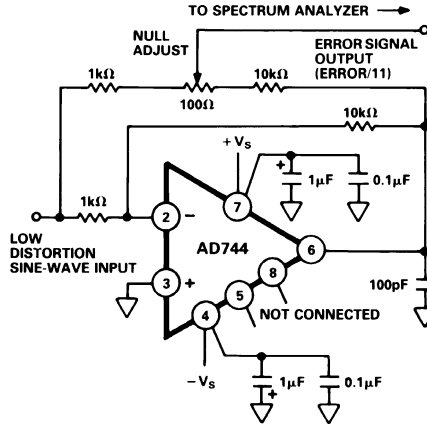 TO SPECTRUM ANALYZER
NULL
ADJUST
ERROR SIGNAL
OUTPUT
(ERROR/11)
1kΩ
10kΩ
100Ω
10kΩ
+VS
+
1μF
0.1μF
1kΩ
2
−
7
LOW
DISTORTION
SINE-WAVE INPUT
AD744
6
3
+
8
5
100pF
4
NOT CONNECTED
−VS
1μF
+
0.1μF